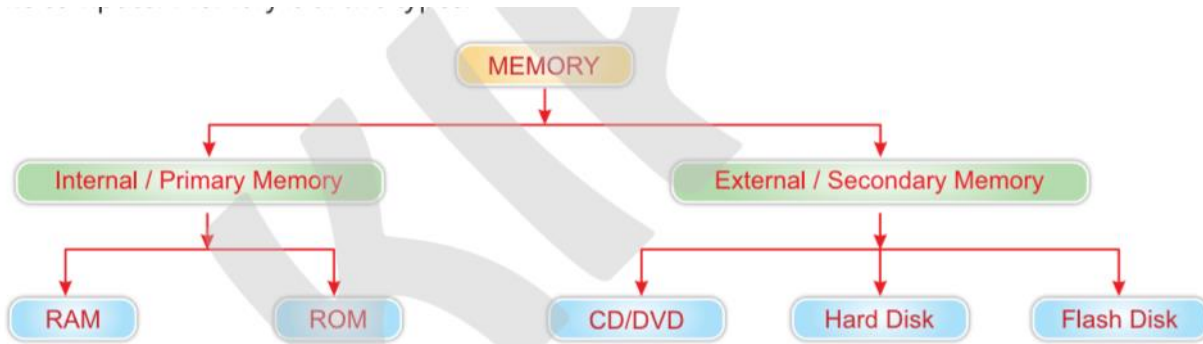 MEMORY
Internal / Primary Memory
External / Secondary Memory
RAM
ROM
CD/DVD
Hard Disk
Flash Disk